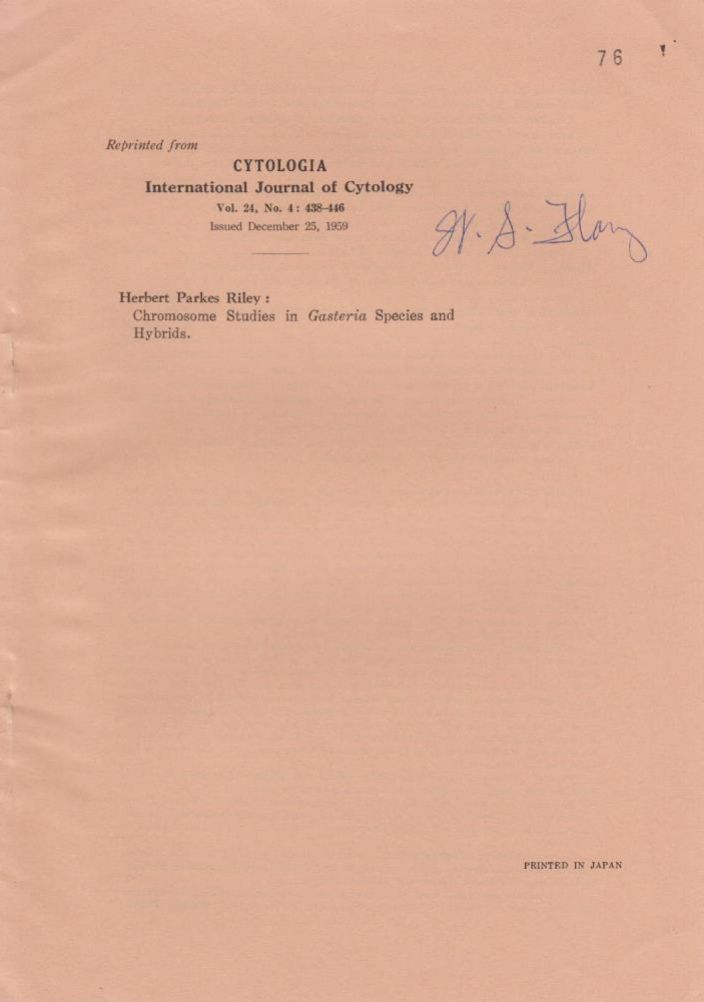 76
Reprinted from
CYTOLOGIA
International Journal of Cytology
Vol. 24, No. 4 : 438–446
Issued December 25, 1959
W. S. Flory
Herbert Parkes Riley :
Chromosome Studies in Gasteria Species and
Hybrids.
PRINTED IN JAPAN